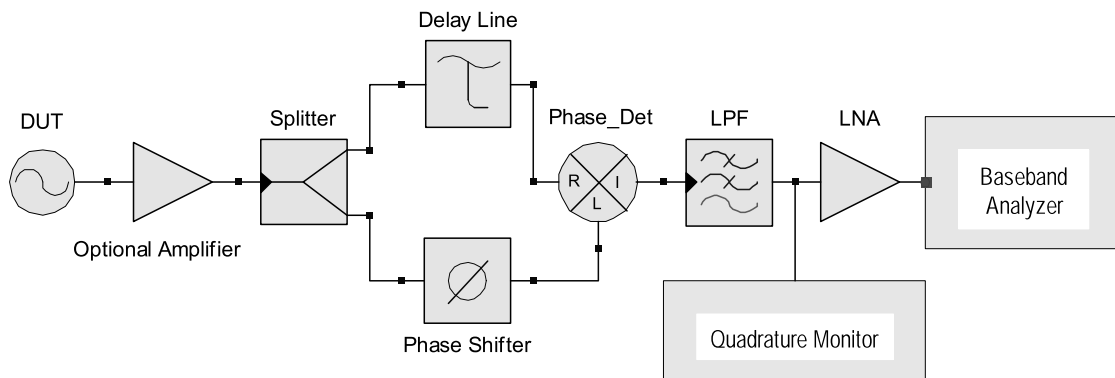 Delay Line
DUT
Splitter
Phase_Det
LPF
LNA
R
I
L
Baseband
Analyzer
Optional Amplifier
Phase Shifter
Quadrature Monitor